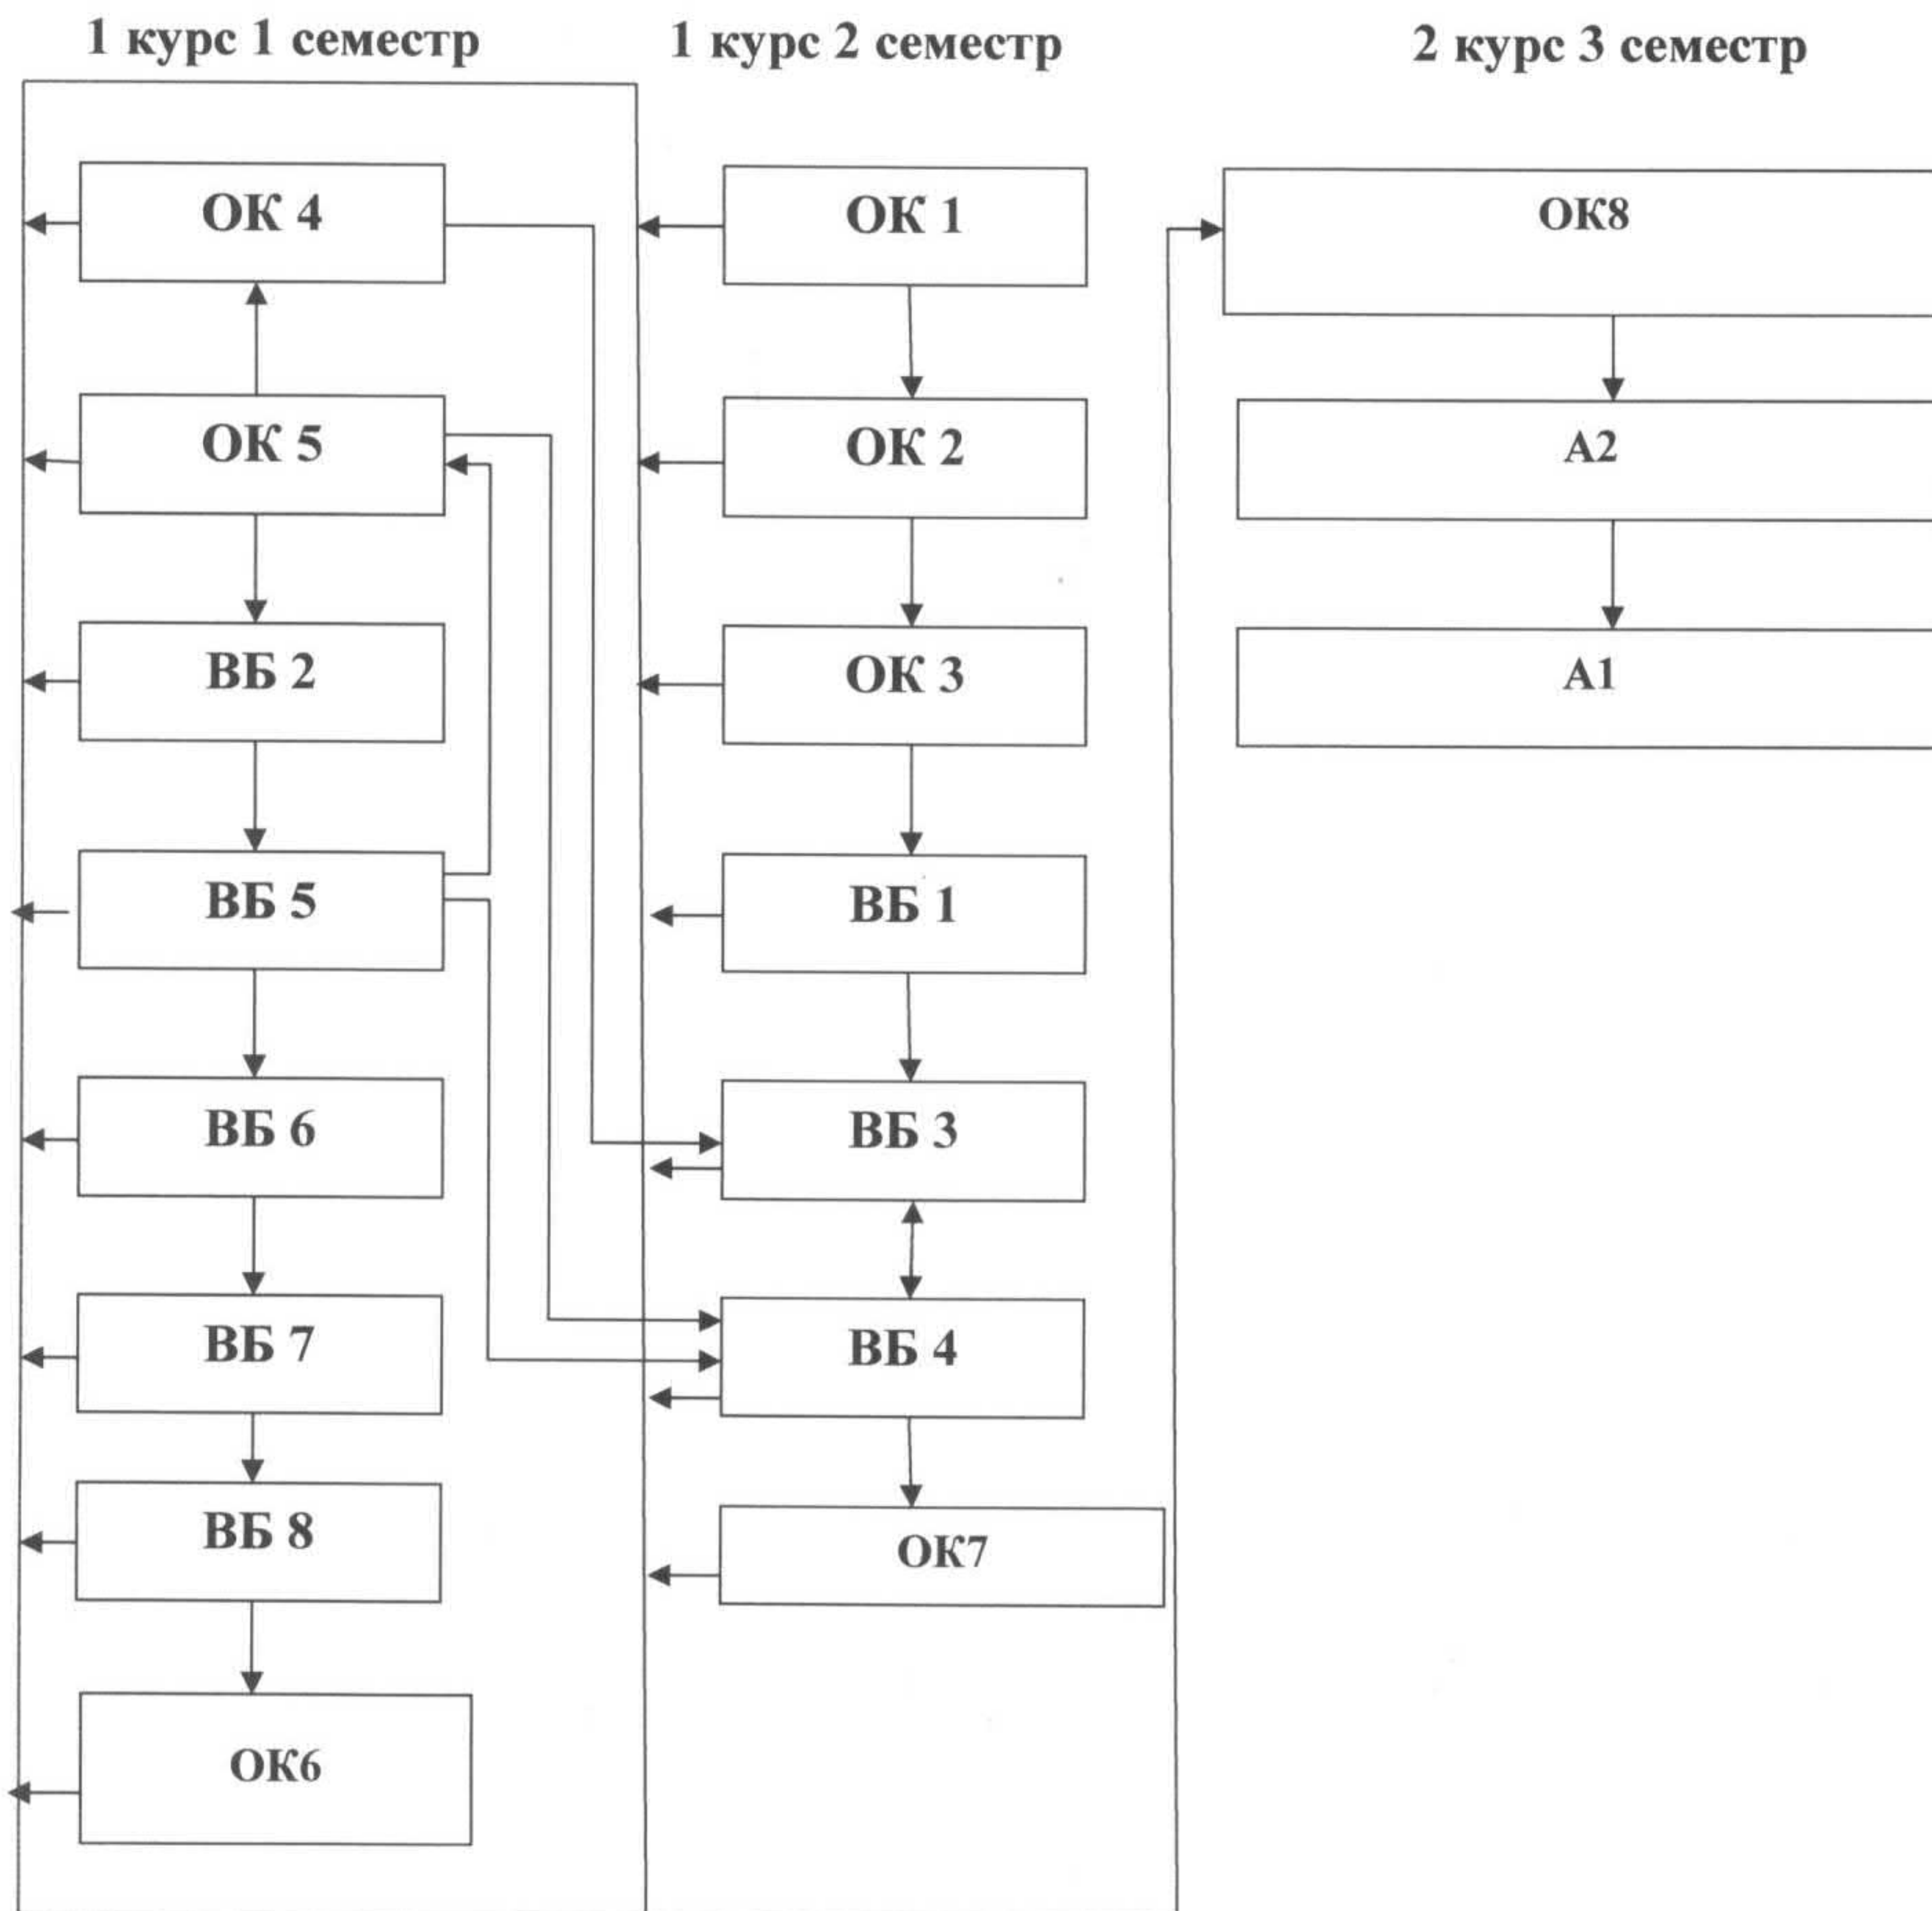 1 курс 1 семестр
1 курс 2 семестр
2 курс 3 семестр
ОК 4
ОК 5
ВБ 2
ВБ 5
ВБ 6
ВБ 7
ВБ 8
ОК6
ОК 1
ОК 2
ОК 3
ВБ 1
ВБ 3
ВБ 4
ОК7
ОК8
А2
А1